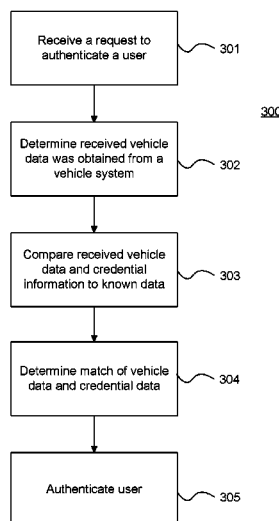 Receive a request to
authenticate a user
301
300
Determine received vehicle
data was obtained from a
vehicle system
302
Compare received vehicle
data and credential
information to known data
303
Determine match of vehicle
data and credential data
304
Authenticate user
305